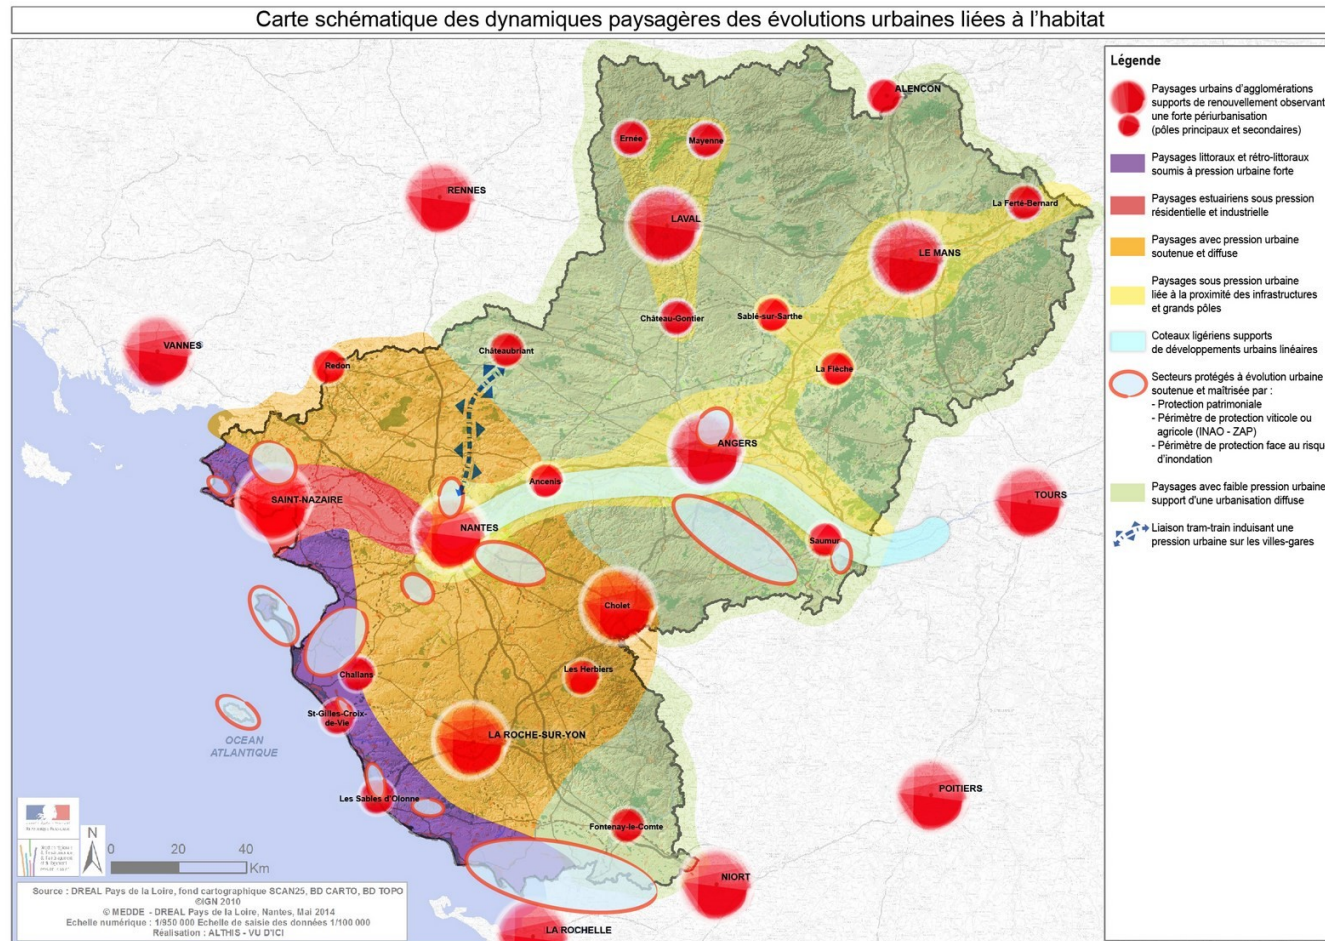 Carte schématique des dynamiques paysagères des évolutions urbaines liées à l'habitat
ALENÇON
Ernée
Mayenne
RENNES
LAVAL
La Ferté-Bernard
LE MANS
Château-Gontier
Sablé-sur-Sarthe
VANNES
Châteaubriant
Redon
La Flèche
ANGERS
Ancenis
SAINT-NAZAIRE
TOURS
NANTES
Saumur
Cholet
Challans
Les Herbiers
St-Gilles-Croix-
de-Vie
OCEAN
ATLANTIQUE
LA ROCHE-SUR-YON
POITIERS
Les Sables d'Olonne
Fontenay-le-Comte
NIORT
LA ROCHELLE
N
0 20 40
Km
Source : DREAL Pays de la Loire, fond cartographique SCAN25, BD CARTO, BD TOPO
©IGN 2010
© MEDDE - DREAL Pays de la Loire, Nantes, Mai 2014
Echelle numérique : 1/950 000 Echelle de saisie des données 1/100 000
Réalisation : ALTHIS - VU D'ICI
Légende
Paysages urbains d'agglomérations
supports de renouvellement observant
une forte périurbanisation
(pôles principaux et secondaires)
Paysages littoraux et rétro-littoraux
soumis à pression urbaine forte
Paysages estuariens sous pression
résidentielle et industrielle
Paysages avec pression urbaine
soutenue et diffuse
Paysages sous pression urbaine
liée à la proximité des infrastructures
et grands pôles
Coteaux ligériens supports
de développements urbains linéaires
Secteurs protégés à évolution urbaine
soutenue et maîtrisée par :
- Protection patrimoniale
- Périmètre de protection viticole ou
agricole (INAO - ZAP)
- Périmètre de protection face au risque
d'inondation
Paysages avec faible pression urbaine
support d'une urbanisation diffuse
Liaison tram-train induisant une
pression urbaine sur les villes-gares